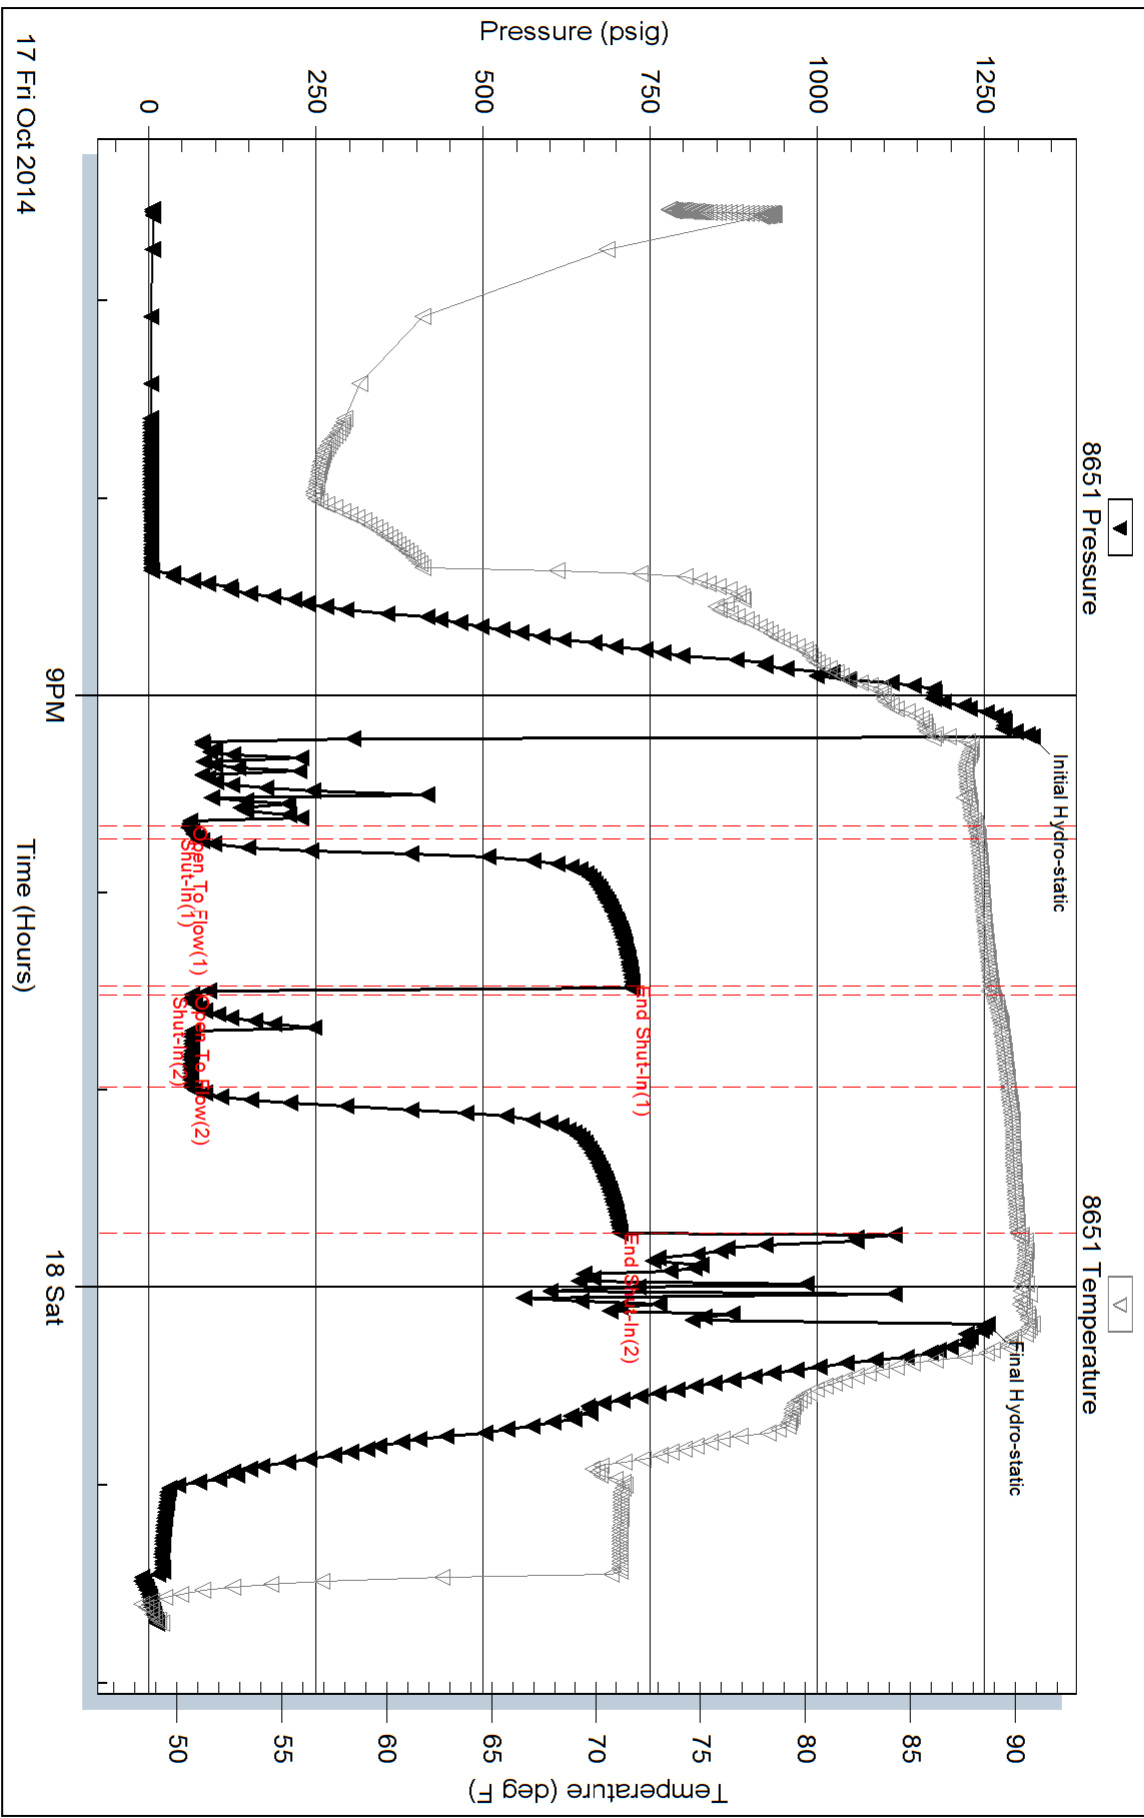 8651 Pressure
8651 Temperature
Pressure (psig)
1250
1000
750
500
250
0
Temperature (deg F)
90
85
80
75
70
65
60
55
50
Initial Hydro-static
Final Hydro-static
End Shut-In(1)
End Shut-In(2)
Open To Flow(1)
Shut-In(1)
Open To Flow(2)
Shut-In(2)
9PM
18 Sat
17 Fri Oct 2014
Time (Hours)